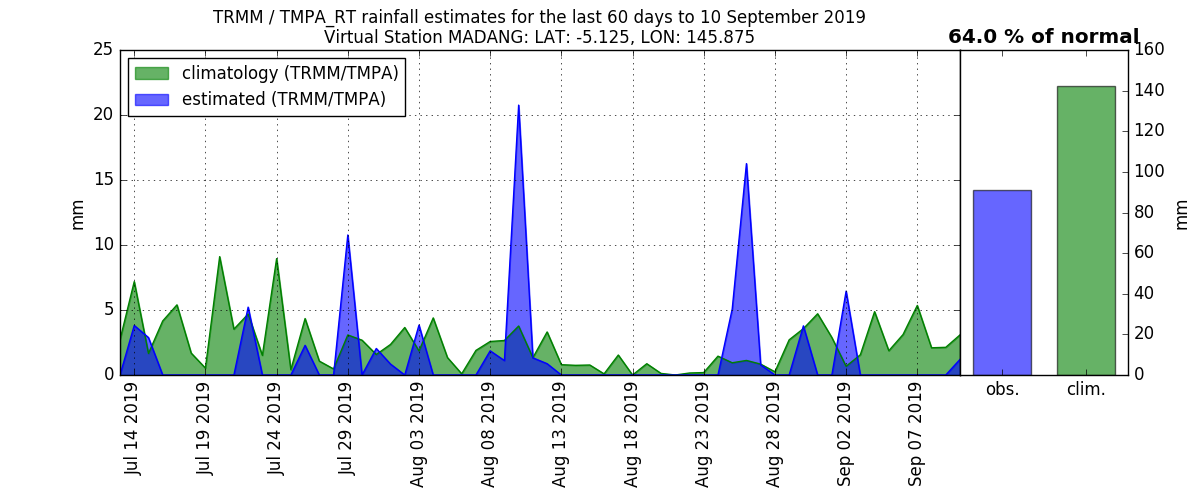 TRMM / TMPA_RT rainfall estimates for the last 60 days to 10 September 2019
Virtual Station MADANG: LAT: -5.125, LON: 145.875
64.0 % of normal
climatology (TRMM/TMPA)
estimated (TRMM/TMPA)
mm
25
20
15
10
5
0
Jul 14 2019
Jul 19 2019
Jul 24 2019
Jul 29 2019
Aug 03 2019
Aug 08 2019
Aug 13 2019
Aug 18 2019
Aug 23 2019
Aug 28 2019
Sep 02 2019
Sep 07 2019
obs.
clim.
160
140
120
100
80
60
40
20
0
mm